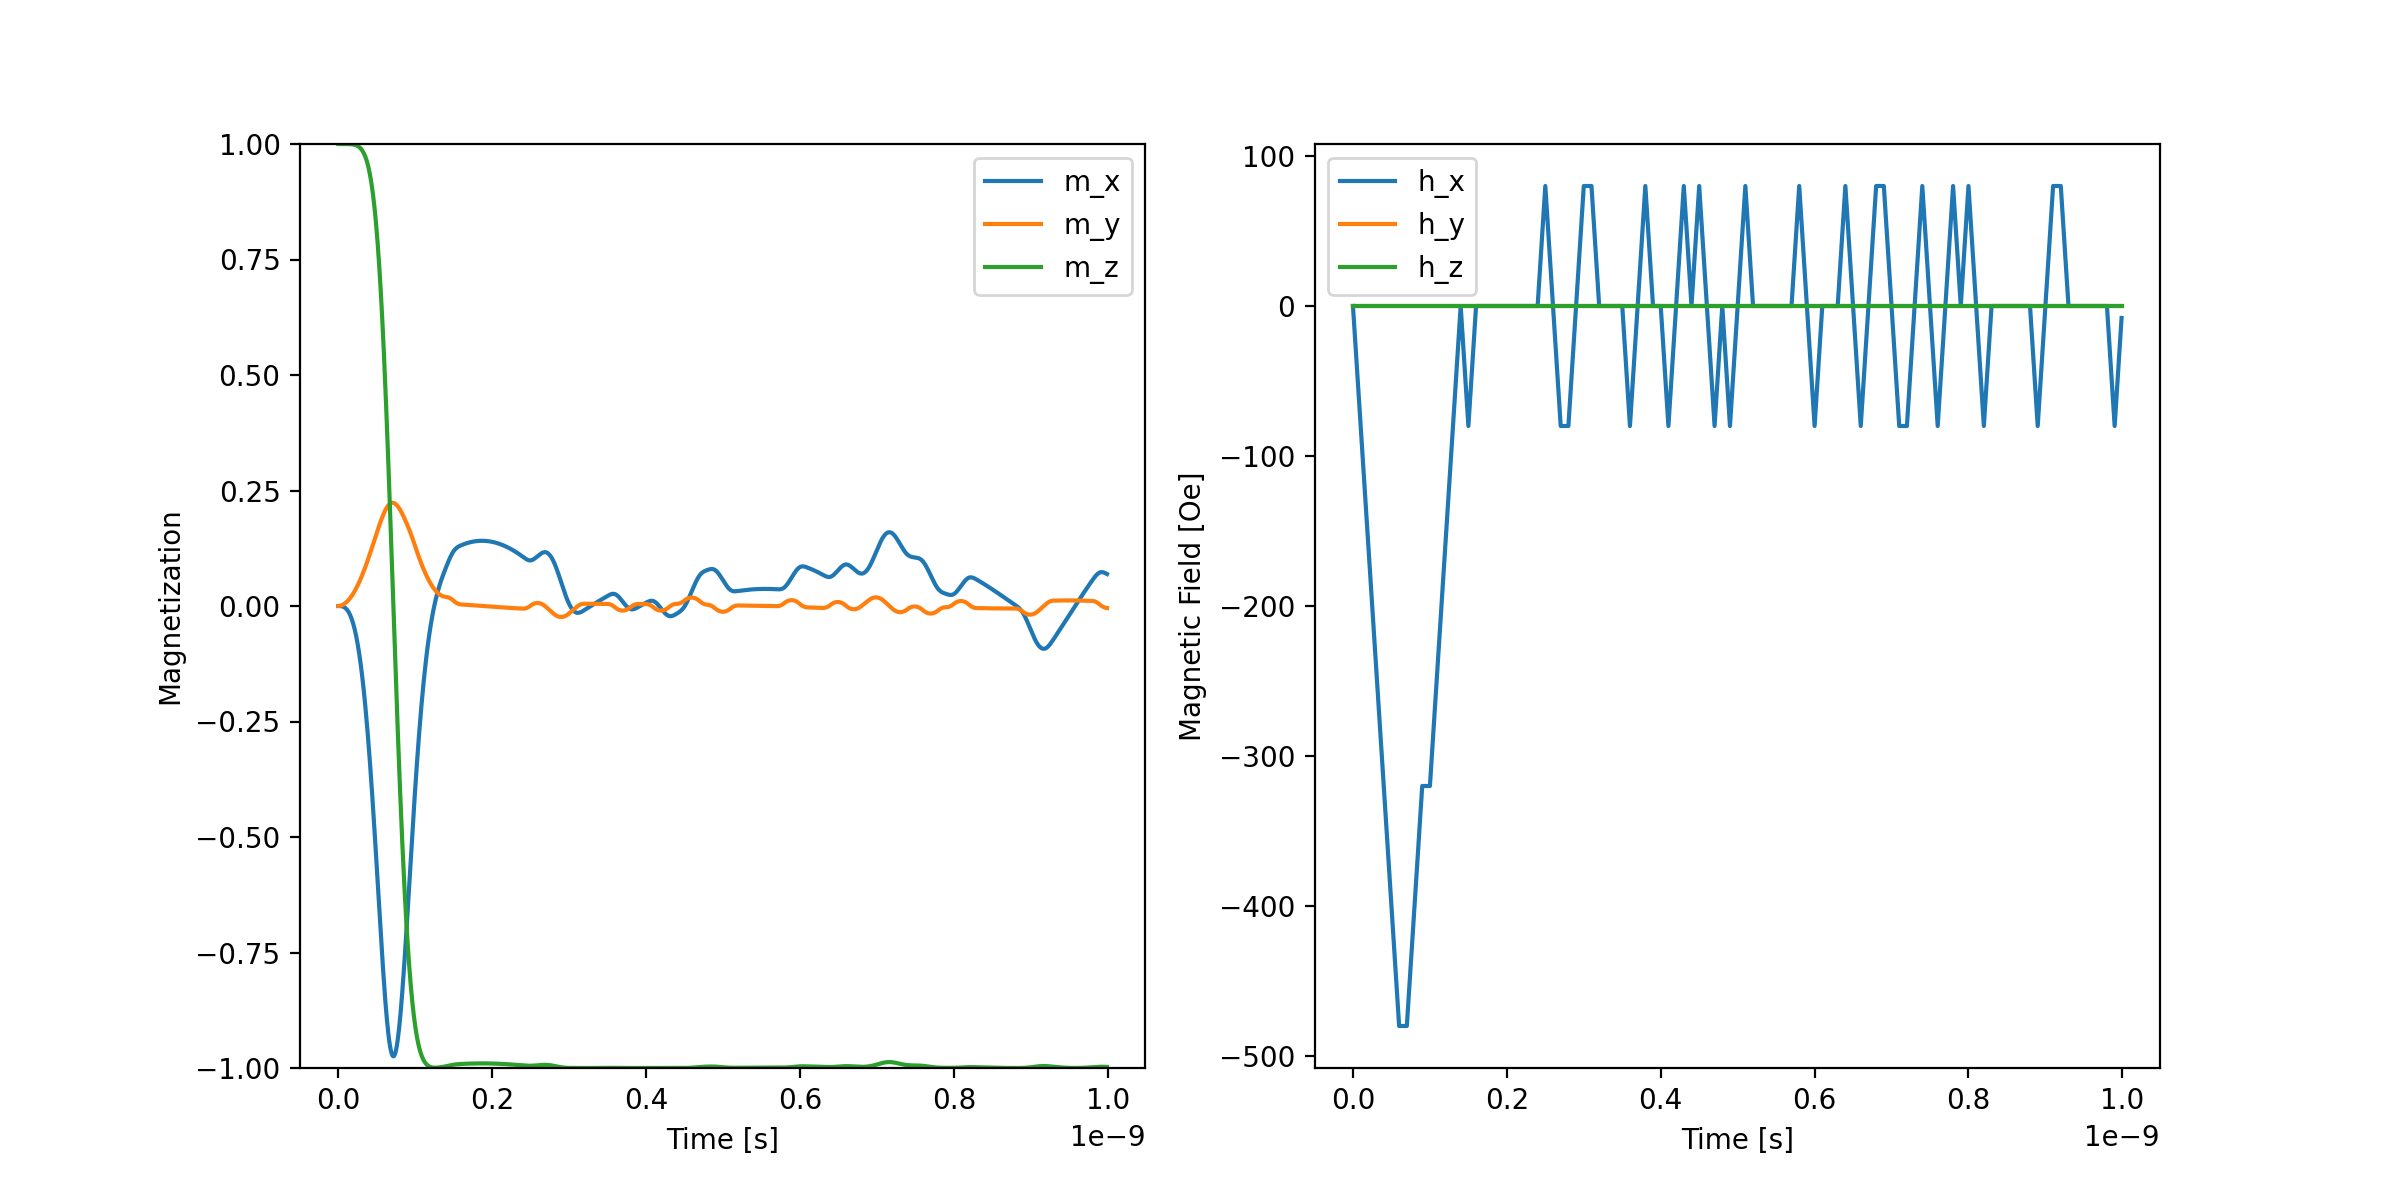 1.00
0.75
0.50
0.25
0.00
−0.25
−0.50
−0.75
−1.00
Magnetization
m_x
m_y
m_z
0.0 0.2 0.4 0.6 0.8 1.0
Time [s]
1e−9
100
0
−100
−200
−300
−400
−500
Magnetic Field [Oe]
h_x
h_y
h_z
0.0 0.2 0.4 0.6 0.8 1.0
Time [s]
1e−9